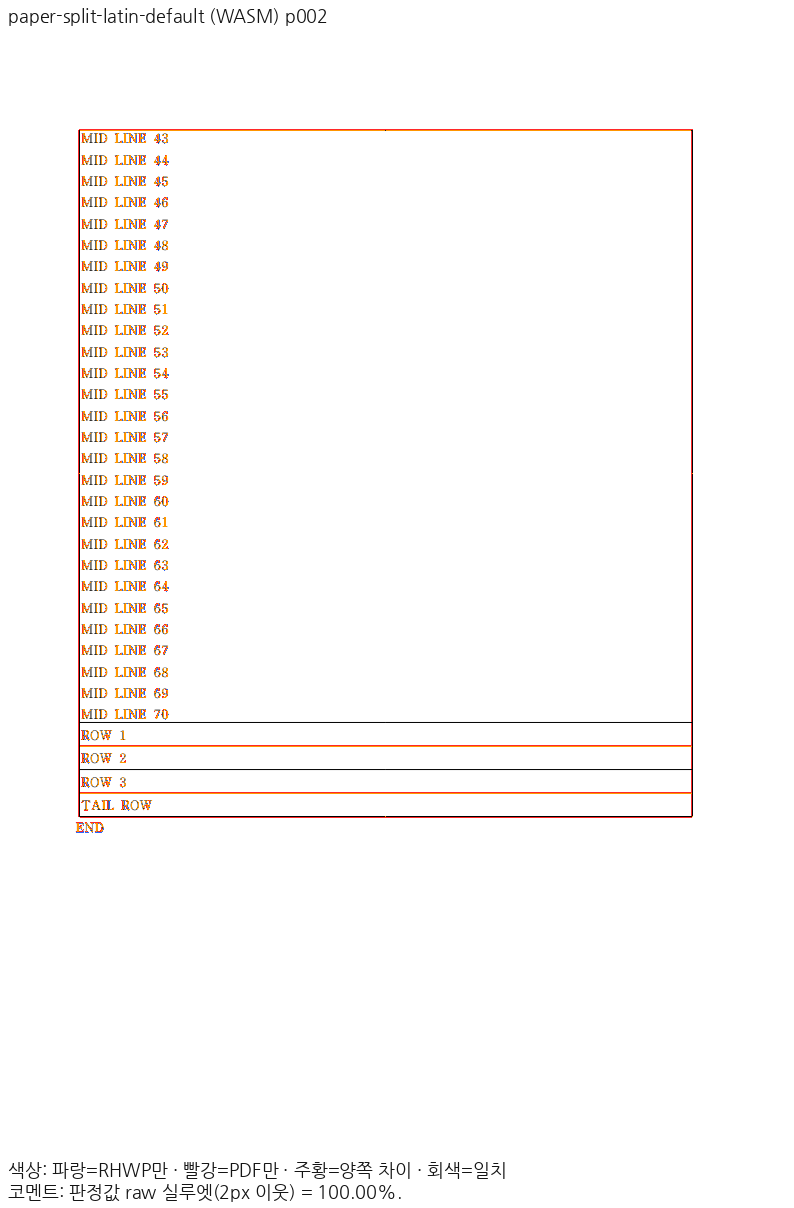 paper-split-latin-default (WASM) p002
MID LINE 43
MID LINE 44
MID LINE 45
MID LINE 46
MID LINE 47
MID LINE 48
MID LINE 49
MID LINE 50
MID LINE 51
MID LINE 52
MID LINE 53
MID LINE 54
MID LINE 55
MID LINE 56
MID LINE 57
MID LINE 58
MID LINE 59
MID LINE 60
MID LINE 61
MID LINE 62
MID LINE 63
MID LINE 64
MID LINE 65
MID LINE 66
MID LINE 67
MID LINE 68
MID LINE 69
MID LINE 70
ROW 1
ROW 2
ROW 3
TAIL ROW
END
색상: 파랑=RHWP만 · 빨강=PDF만 · 주황=양쪽 차이 · 회색=일치
코멘트: 판정값 raw 실루엣(2px 이웃) = 100.00%.